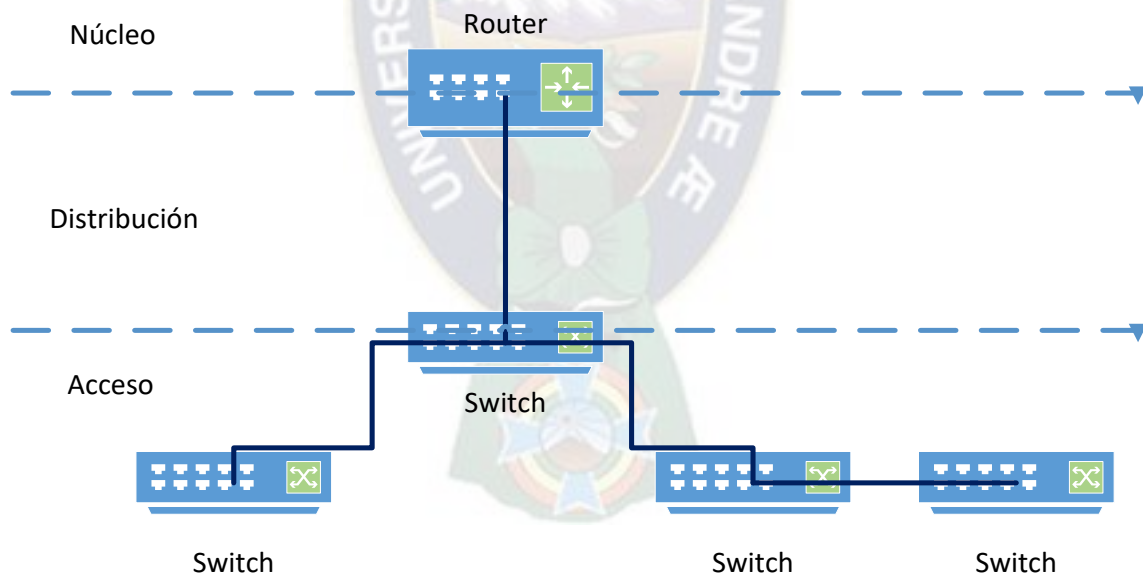 Núcleo
Router
Distribución
Acceso
Switch
Switch
Switch
Switch